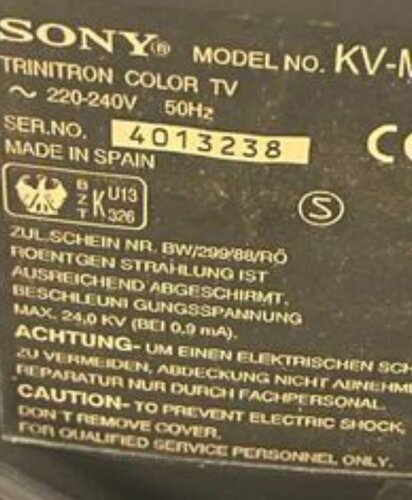 SONY® MODEL NO. KV-M
TRINITRON COLOR TV
~ 220-240V 50Hz
SER.NO. 4013238
MADE IN SPAIN
BZT K U13 326
S
ZUL.SCHEIN NR. BW/299/88/RÖ
ROENTGEN STRAHLUNG IST
AUSREICHEND ABGESCHIRMT.
BESCHLEUNI GUNGSSPANNUNG
MAX. 24,0 KV (BEI 0,9 mA).
ACHTUNG- UM EINEN ELEKTRISCHEN SCH
ZU VERMEIDEN, ABDECKUNG NICHT ABNEHME
REPARATUR NUR DURCH FACHPERSONAL.
CAUTION- TO PREVENT ELECTRIC SHOCK,
DON'T REMOVE COVER.
FOR QUALIFIED SERVICE PERSONNEL ONLY.